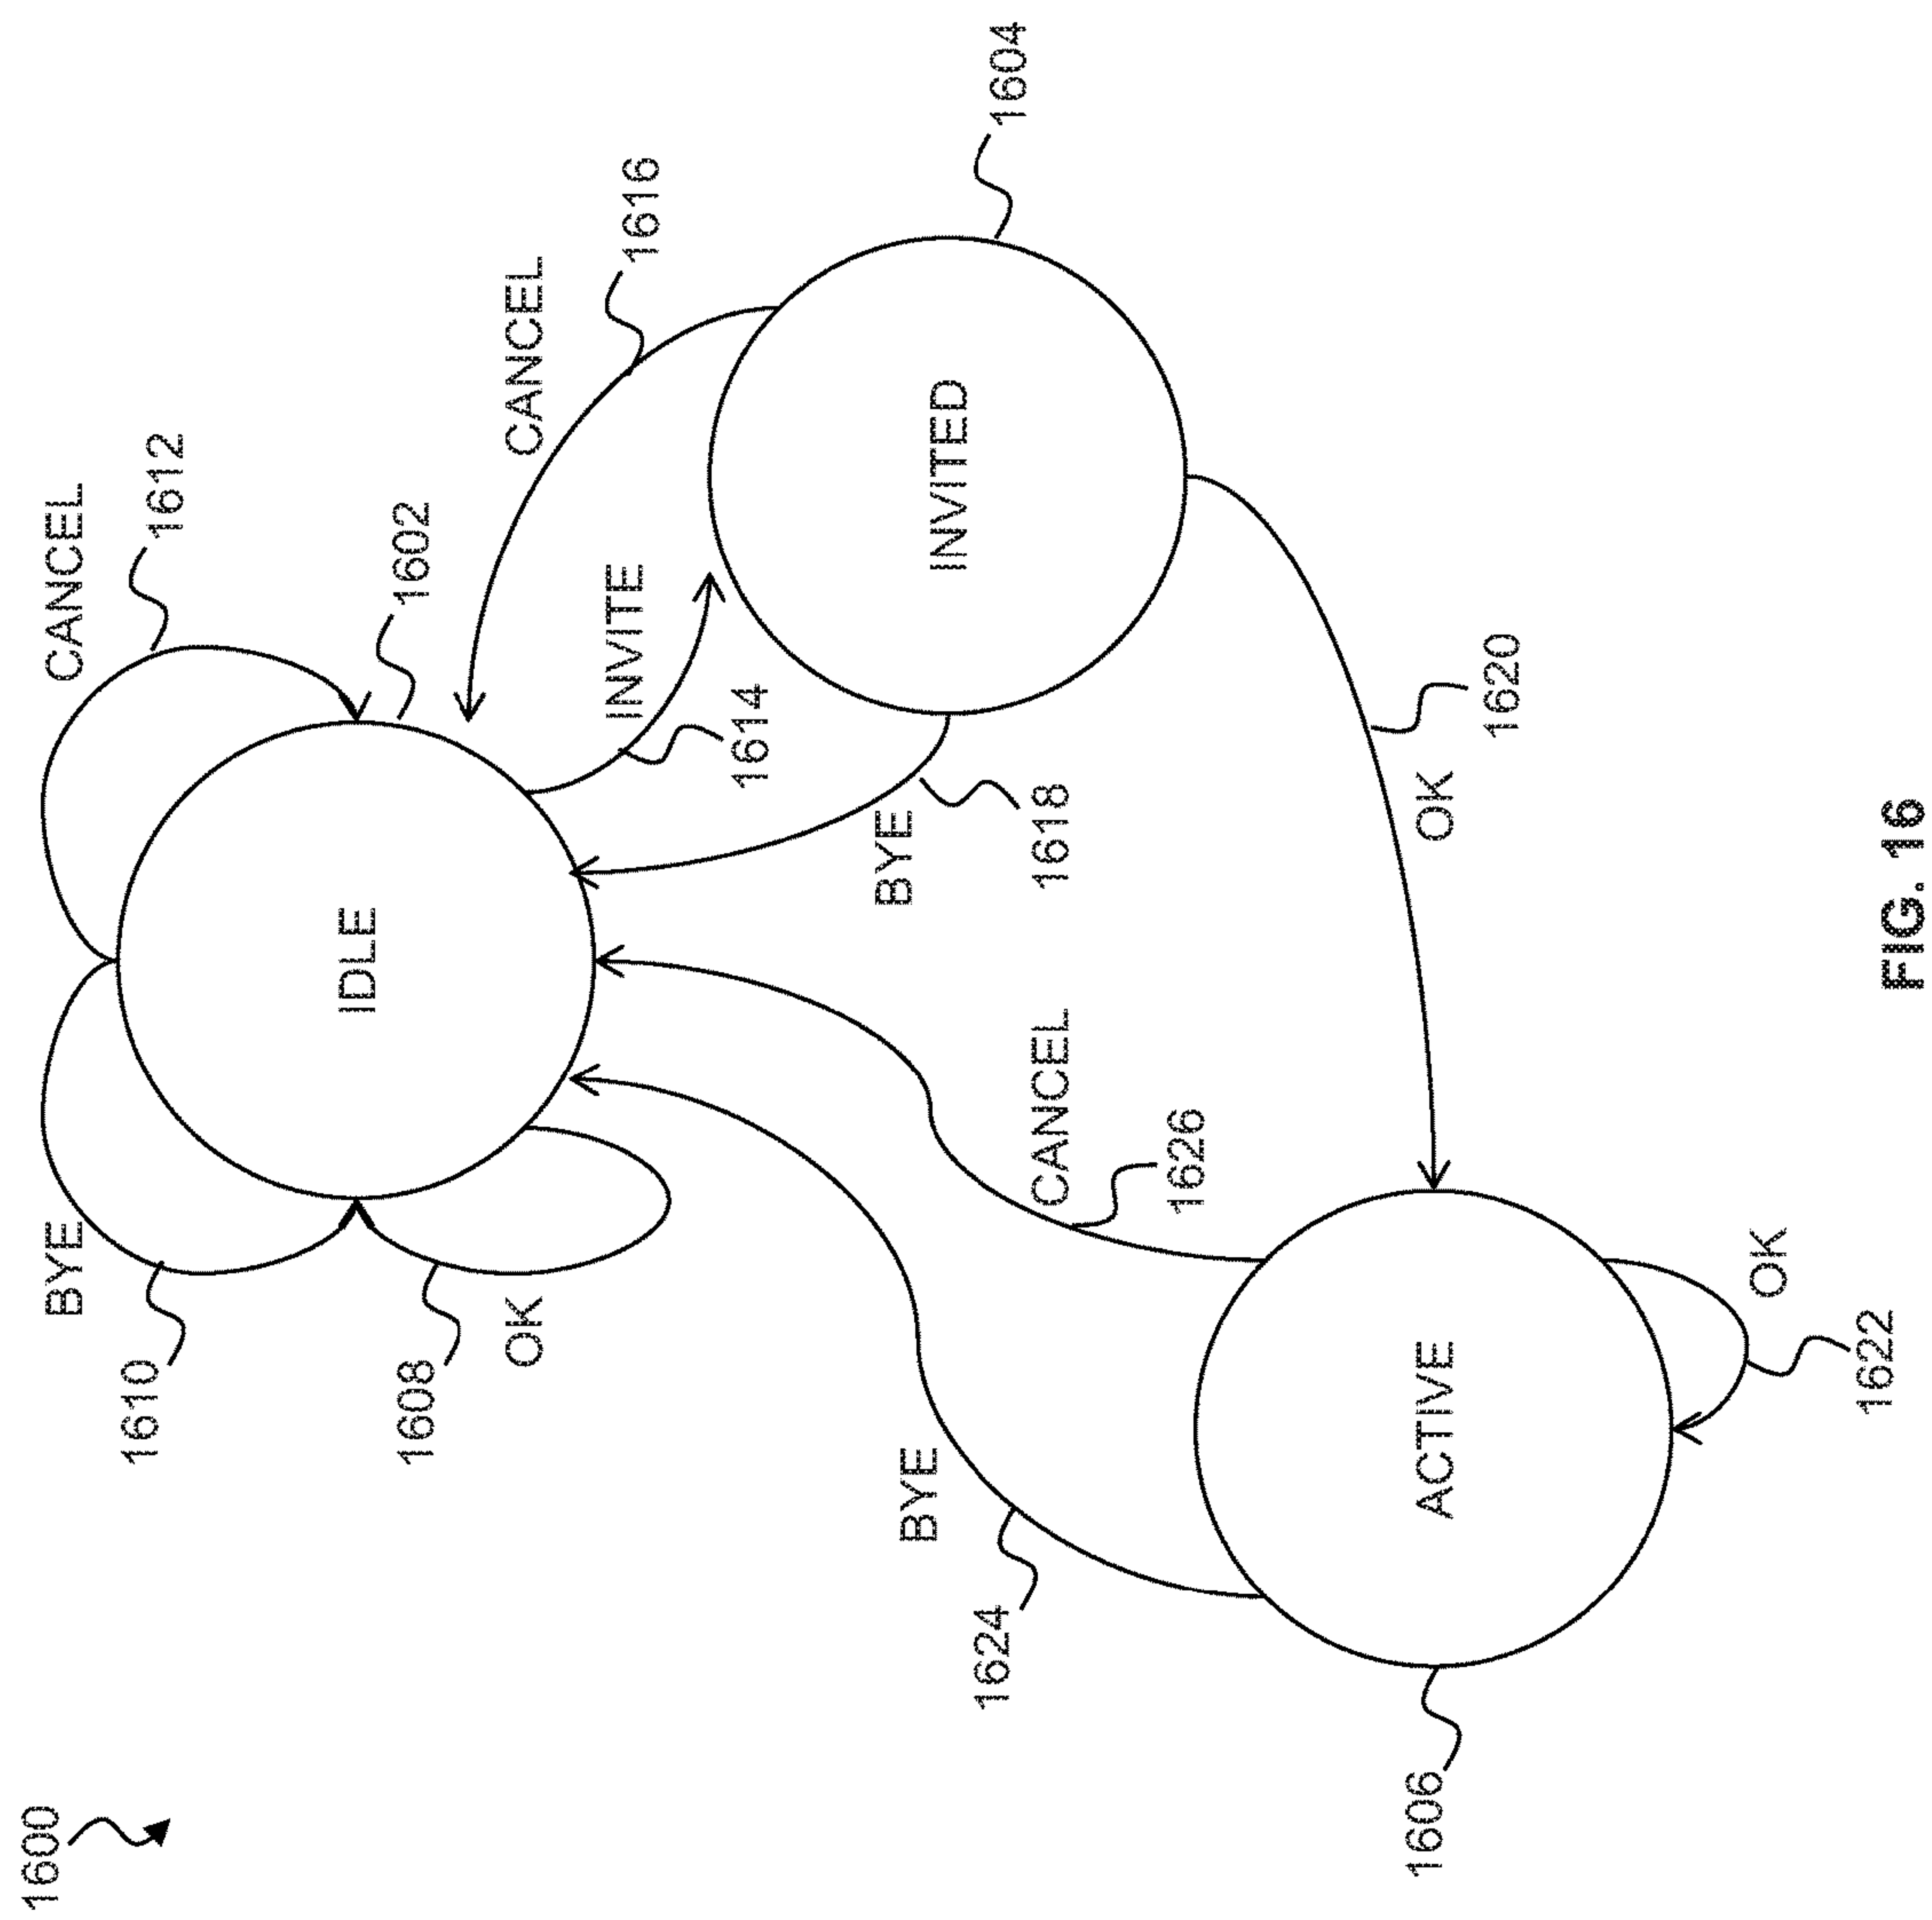 1600
BYE
CANCEL
1610
1612
1608
IDLE
1602
OK
CANCEL
INVITE
1616
1614
BYE
BYE
1618
INVITED
1604
1624
CANCEL
1626
OK
1620
1606
ACTIVE
OK
1622
FIG. 16